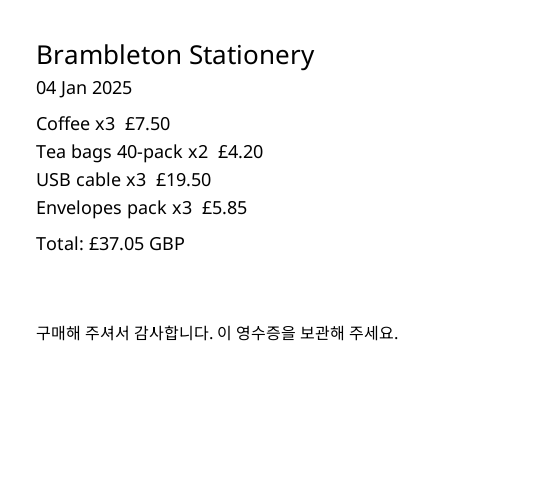 Brambleton Stationery
04 Jan 2025
Coffee x3 £7.50
Tea bags 40-pack x2 £4.20
USB cable x3 £19.50
Envelopes pack x3 £5.85
Total: £37.05 GBP
구매해 주셔서 감사합니다. 이 영수증을 보관해 주세요.